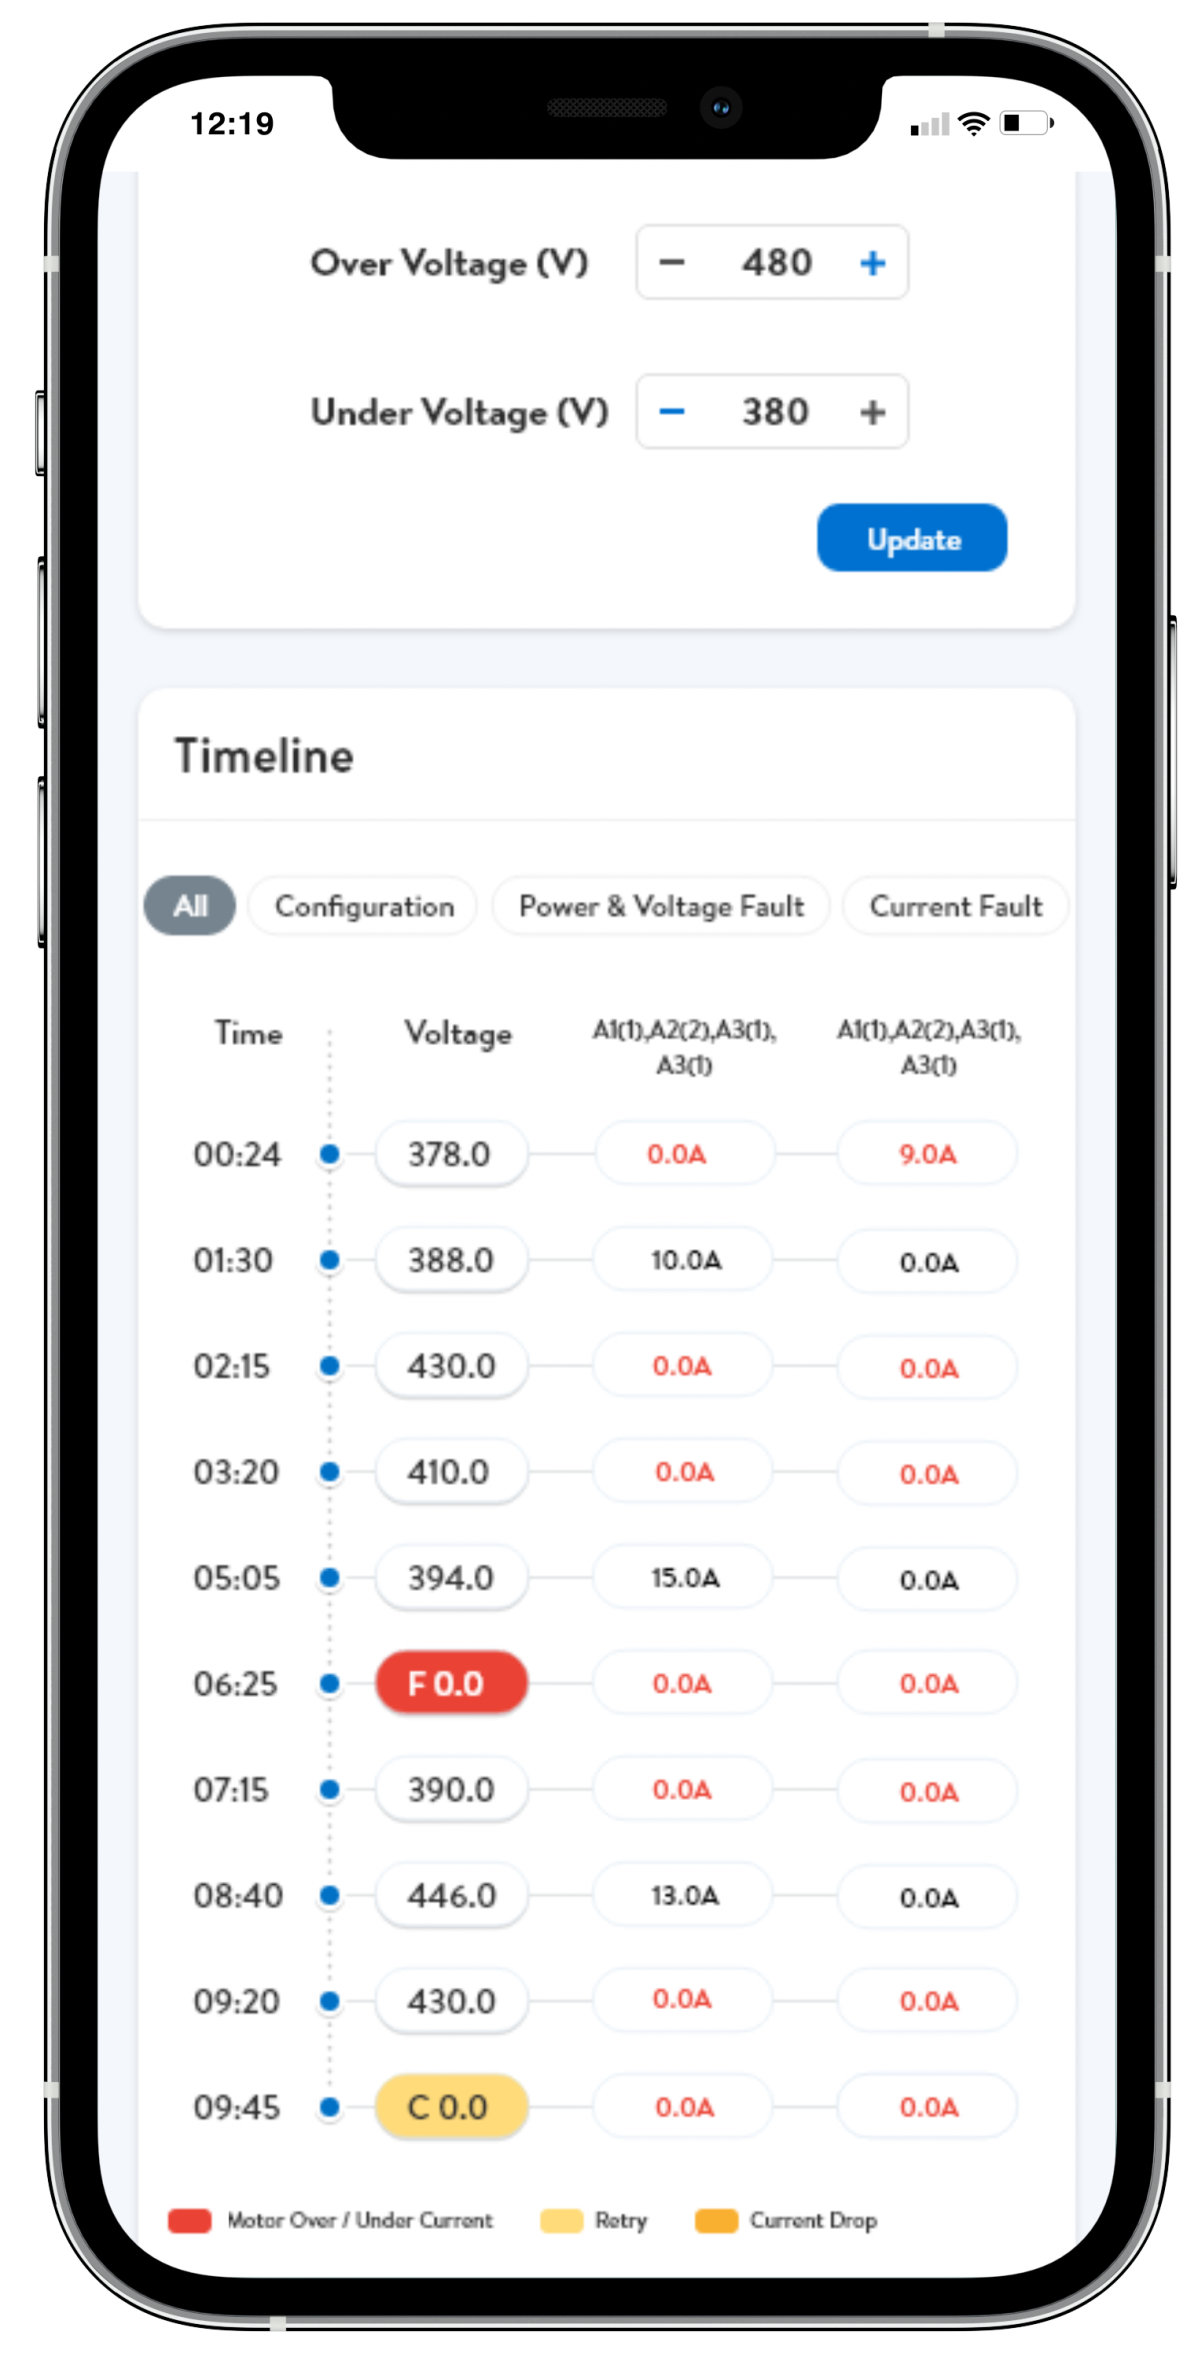 12:19
Over Voltage (V) − 480 +
Under Voltage (V) − 380 +
Update
Timeline
All Configuration Power & Voltage Fault Current Fault
Time Voltage A1(1),A2(2),A3(1), A1(1),A2(2),A3(1),
A3(1) A3(1)
00:24 378.0 0.0A 9.0A
01:30 388.0 10.0A 0.0A
02:15 430.0 0.0A 0.0A
03:20 410.0 0.0A 0.0A
05:05 394.0 15.0A 0.0A
06:25 F 0.0 0.0A 0.0A
07:15 390.0 0.0A 0.0A
08:40 446.0 13.0A 0.0A
09:20 430.0 0.0A 0.0A
09:45 C 0.0 0.0A 0.0A
Motor Over / Under Current Retry Current Drop